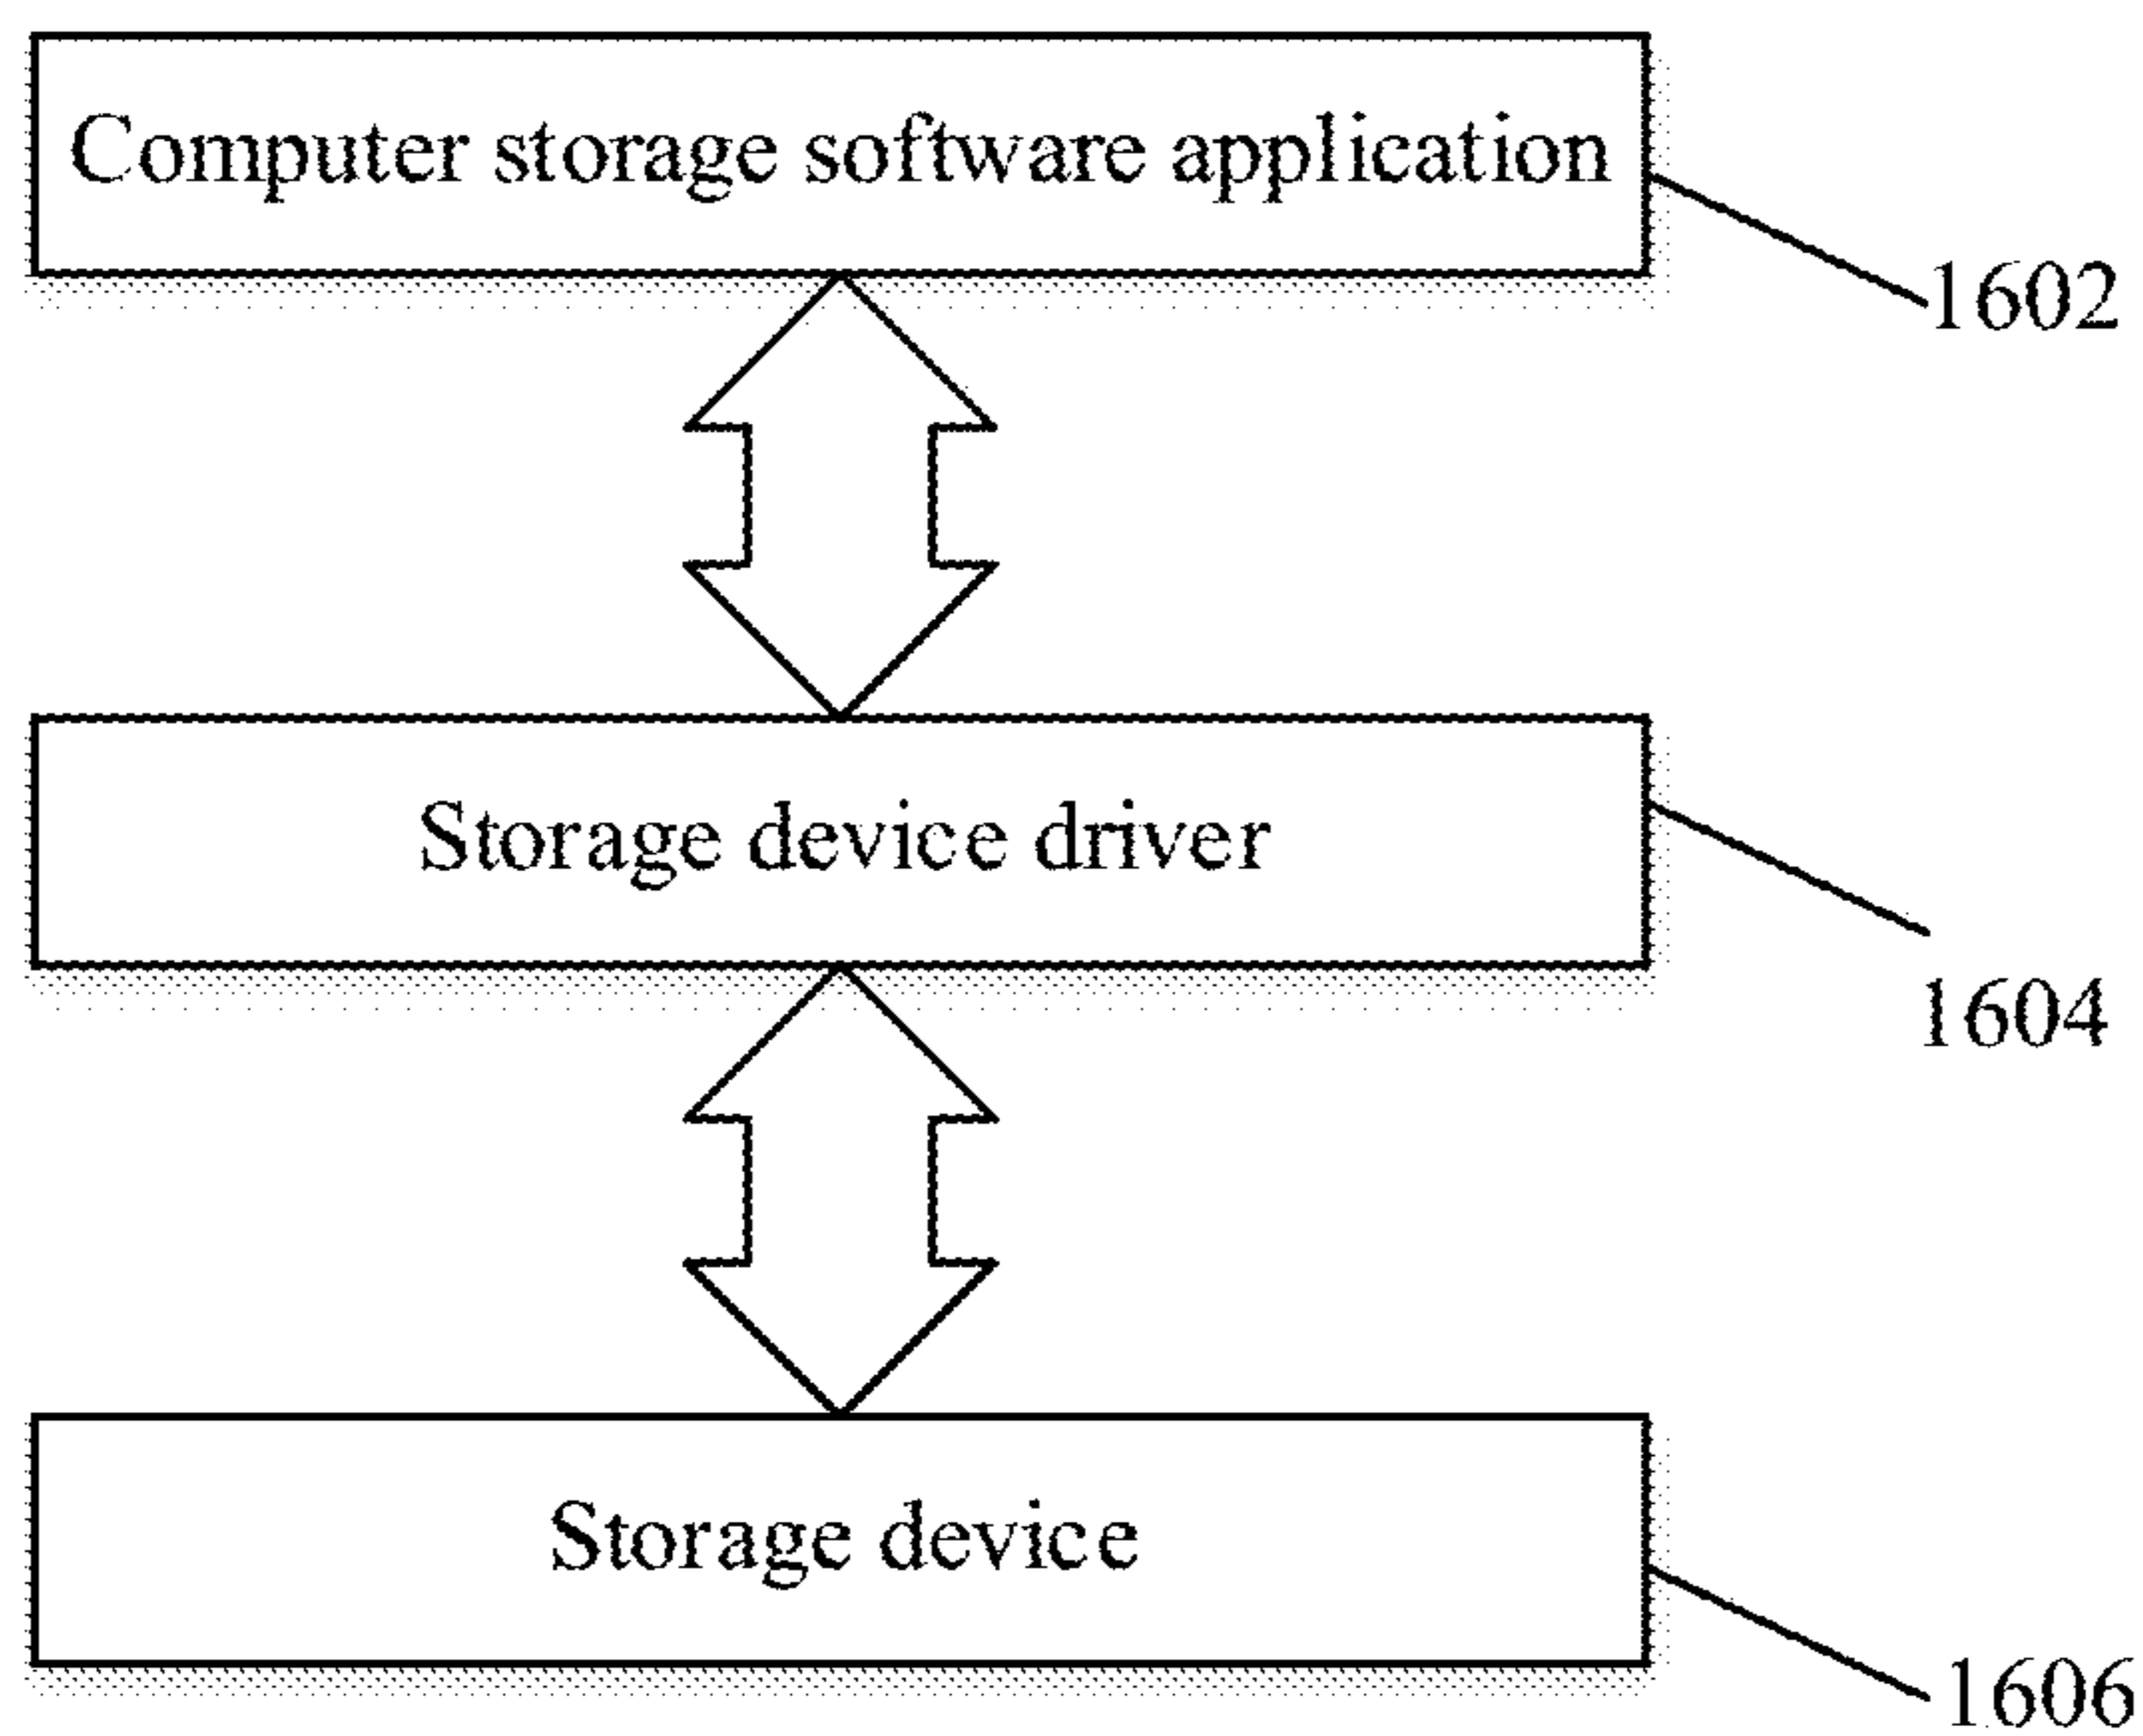 Computer storage software application
1602
Storage device driver
1604
Storage device
1606